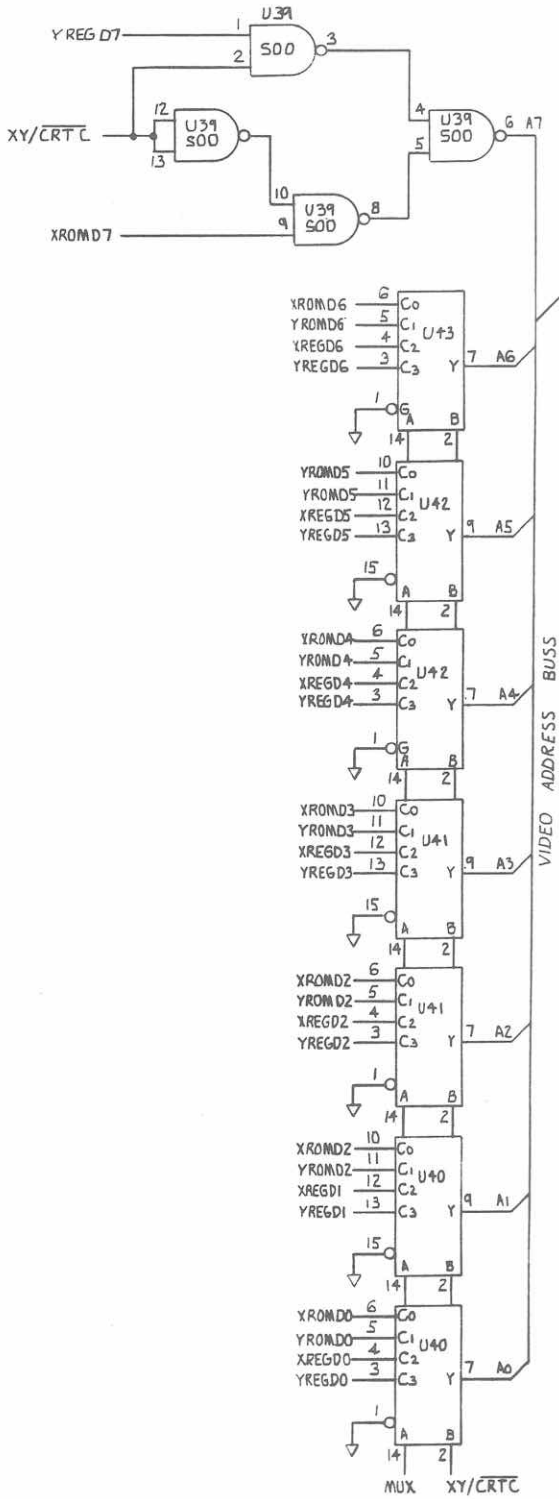 U39
YREG D7
1
S00
3
2
4
6 A7
XY/CRTC
12
U39
S00
13
U39
S00
5
10
U39
S00
8
9
XROMD7
XROMD6 6 C0
YROMD6 5 C1 U43
XREGD6 4 C2
YREGD6 3 C3 Y 7 A6
1 G
A B
14 2
YROMD5 10 C0
YROMD5 11 C1 U42
XREGD5 12 C2
YREGD5 13 C3 Y 9 A5
15
A B
14 2
XROMD4 6 C0
YROMD4 5 C1 U42
XREGD4 4 C2
YREGD4 3 C3 Y 7 A4
1 G
A B
14 2
VIDEO ADDRESS BUSS
XROMD3 10 C0
YROMD3 11 C1 U41
XREGD3 12 C2
YREGD3 13 C3 Y 9 A3
15
A B
14 2
XROMD2 6 C0
YROMD2 5 C1 U41
XREGD2 4 C2
YREGD2 3 C3 Y 7 A2
1
A B
14 2
XROMD2 10 C0
YROMD2 11 C1 U40
XREGD1 12 C2
YREGD1 13 C3 Y 9 A1
15
A B
14 2
XROMD0 6 C0
YROMD0 5 C1 U40
XREGD0 4 C2
YREGD0 3 C3 Y 7 A0
1
A B
14 2
MUX XY/CRTC